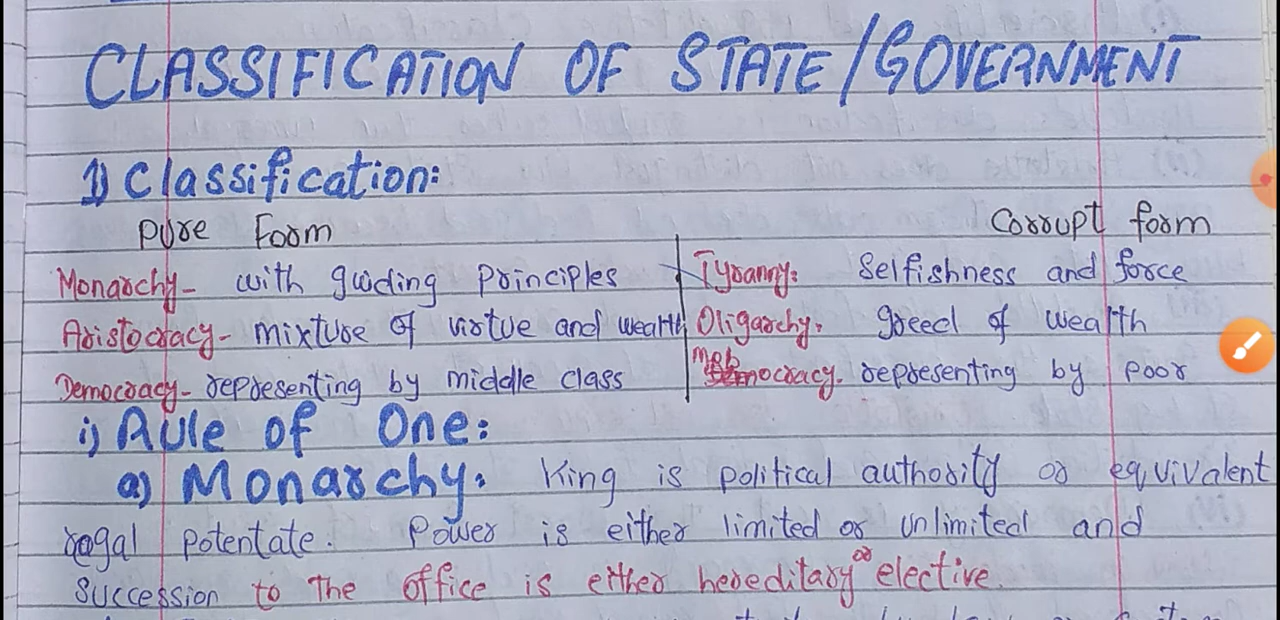 CLASSIFICATION OF STATE/GOVERNMENT
1) Classification:
Pure Form Corrupt form
Monarchy- with guiding principles Tyranny: Selfishness and force
Aristocracy- mixture of virtue and wealth Oligarchy: greed of wealth
Democracy- representing by middle class Mobocracy. representing by poor
i) Rule of One:
a) Monarchy: King is political authority or equivalent
regal potentate. Power is either limited or unlimited and
succession to the office is either hereditary or elective.